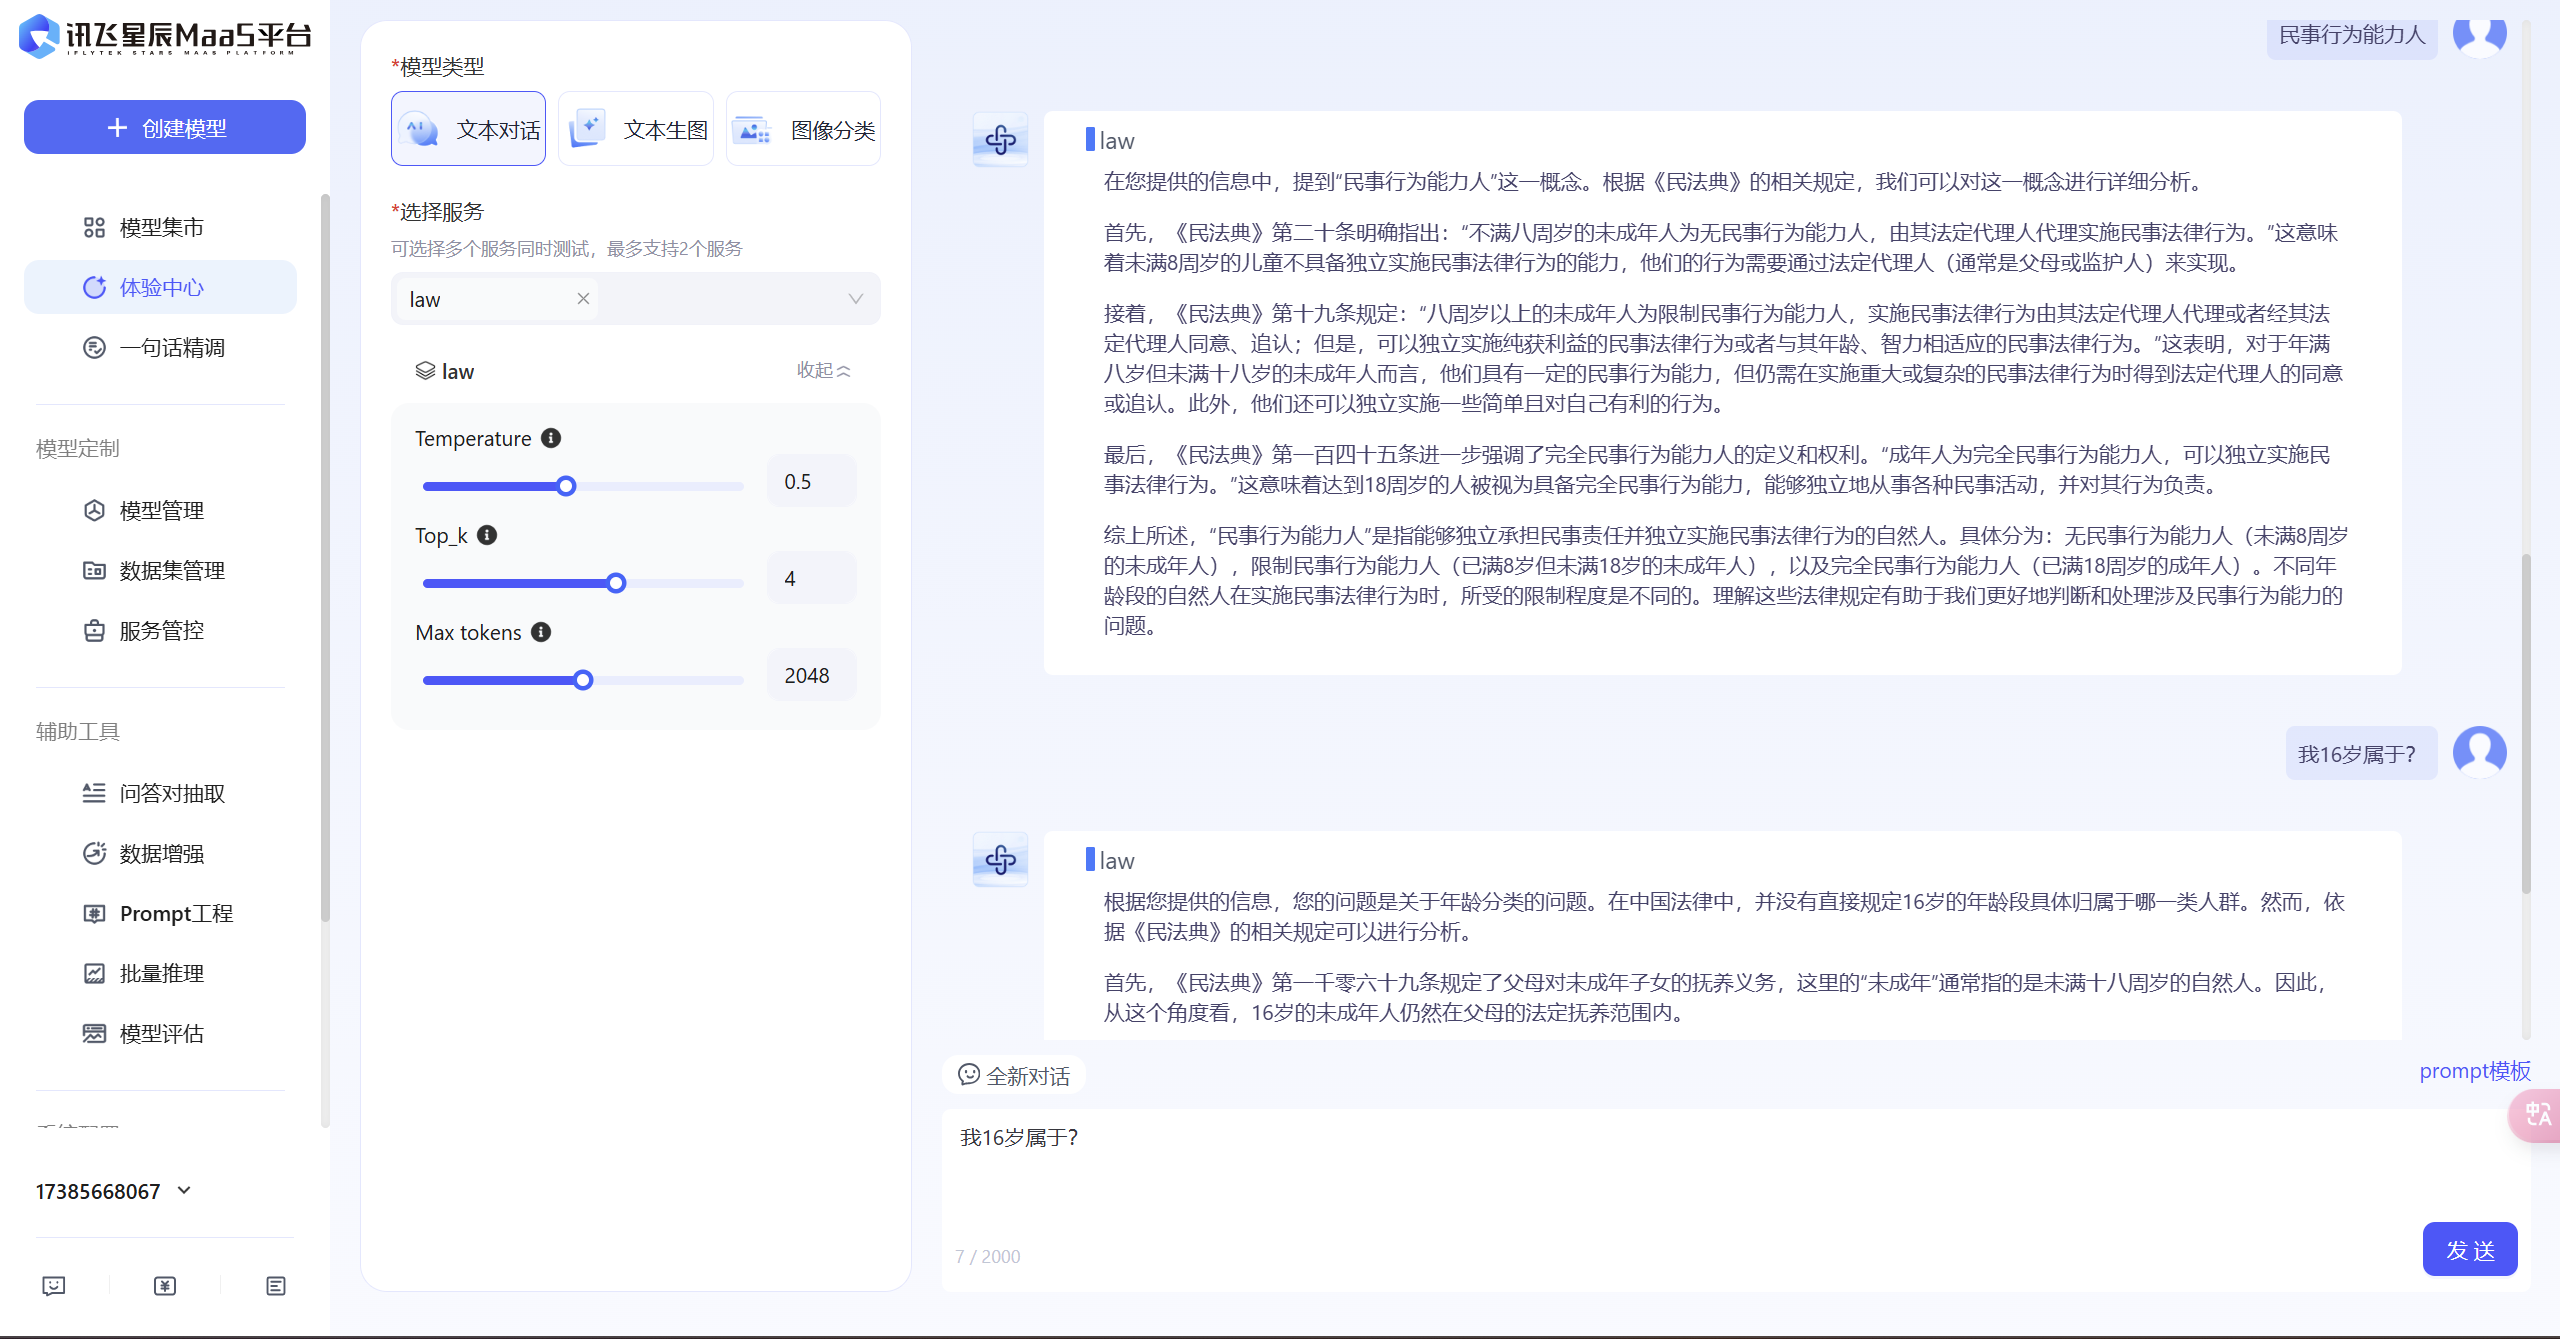 讯飞星辰MaaS平台
IFLYTEK STARS MAAS PLATFORM
创建模型
模型集市
体验中心
一句话精调
模型定制
模型管理
数据集管理
服务管控
辅助工具
问答对抽取
数据增强
Prompt工程
批量推理
模型评估
17385668067
*模型类型
文本对话
文本生图
图像分类
*选择服务
可选择多个服务同时测试，最多支持2个服务
law
law
收起
Temperature
0.5
Top_k
4
Max tokens
2048
民事行为能力人
law
在您提供的信息中，提到“民事行为能力人”这一概念。根据《民法典》的相关规定，我们可以对这一概念进行详细分析。
首先，《民法典》第二十条明确指出：“不满八周岁的未成年人为无民事行为能力人，由其法定代理人代理实施民事法律行为。”这意味
着未满8周岁的儿童不具备独立实施民事法律行为的能力，他们的行为需要通过法定代理人（通常是父母或监护人）来实现。
接着，《民法典》第十九条规定：“八周岁以上的未成年人为限制民事行为能力人，实施民事法律行为由其法定代理人代理或者经其法
定代理人同意、追认；但是，可以独立实施纯获利益的民事法律行为或者与其年龄、智力相适应的民事法律行为。”这表明，对于年满
八岁但未满十八岁的未成年人而言，他们具有一定的民事行为能力，但仍需在实施重大或复杂的民事法律行为时得到法定代理人的同意
或追认。此外，他们还可以独立实施一些简单且对自己有利的行为。
最后，《民法典》第一百四十五条进一步强调了完全民事行为能力人的定义和权利。“成年人为完全民事行为能力人，可以独立实施民
事法律行为。”这意味着达到18周岁的人被视为具备完全民事行为能力，能够独立地从事各种民事活动，并对其行为负责。
综上所述，“民事行为能力人”是指能够独立承担民事责任并独立实施民事法律行为的自然人。具体分为：无民事行为能力人（未满8周岁
的未成年人），限制民事行为能力人（已满8岁但未满18岁的未成年人），以及完全民事行为能力人（已满18周岁的成年人）。不同年
龄段的自然人在实施民事法律行为时，所受的限制程度是不同的。理解这些法律规定有助于我们更好地判断和处理涉及民事行为能力的
问题。
我16岁属于？
law
根据您提供的信息，您的问题是关于年龄分类的问题。在中国法律中，并没有直接规定16岁的年龄段具体归属于哪一类人群。然而，依
据《民法典》的相关规定可以进行分析。
首先，《民法典》第一千零六十九条规定了父母对未成年子女的抚养义务，这里的“未成年”通常指的是未满十八周岁的自然人。因此，
从这个角度看，16岁的未成年人仍然在父母的法定抚养范围内。
全新对话
prompt模板
我16岁属于？
7 / 2000
发 送